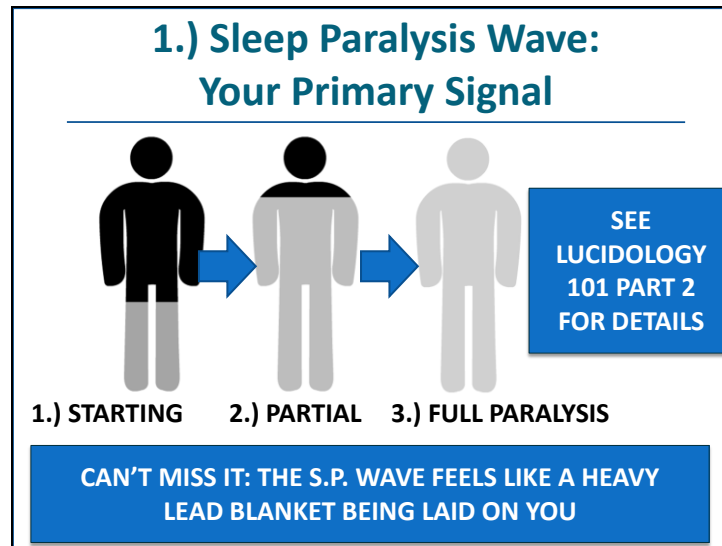 1.) Sleep Paralysis Wave:
Your Primary Signal
SEE
LUCIDOLOGY
101 PART 2
FOR DETAILS
1.) STARTING 2.) PARTIAL 3.) FULL PARALYSIS
CAN’T MISS IT: THE S.P. WAVE FEELS LIKE A HEAVY
LEAD BLANKET BEING LAID ON YOU